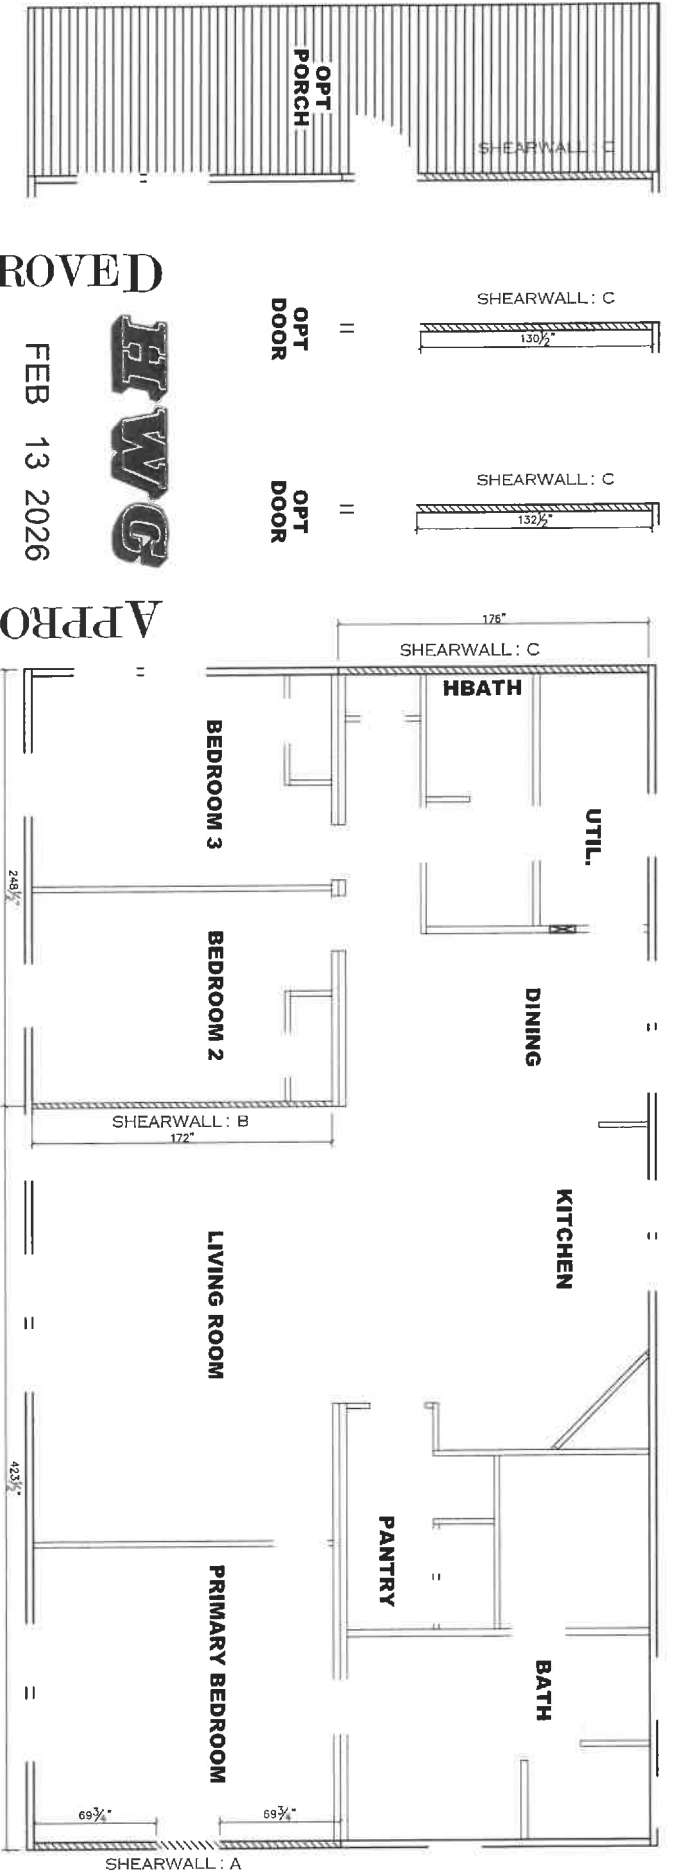 OPT
PORCH
SHEARWALL: C
SHEARWALL: C
130½"
OPT
DOOR
SHEARWALL: C
132½"
OPT
DOOR
ROVED
HWG
FEB 13 2026
APPRO
176"
SHEARWALL: C
HBATH
UTIL.
BEDROOM 3
248½"
BEDROOM 2
DINING
SHEARWALL: B
172"
KITCHEN
LIVING ROOM
423½"
PANTRY
PRIMARY BEDROOM
BATH
69¾"
69¾"
SHEARWALL: A